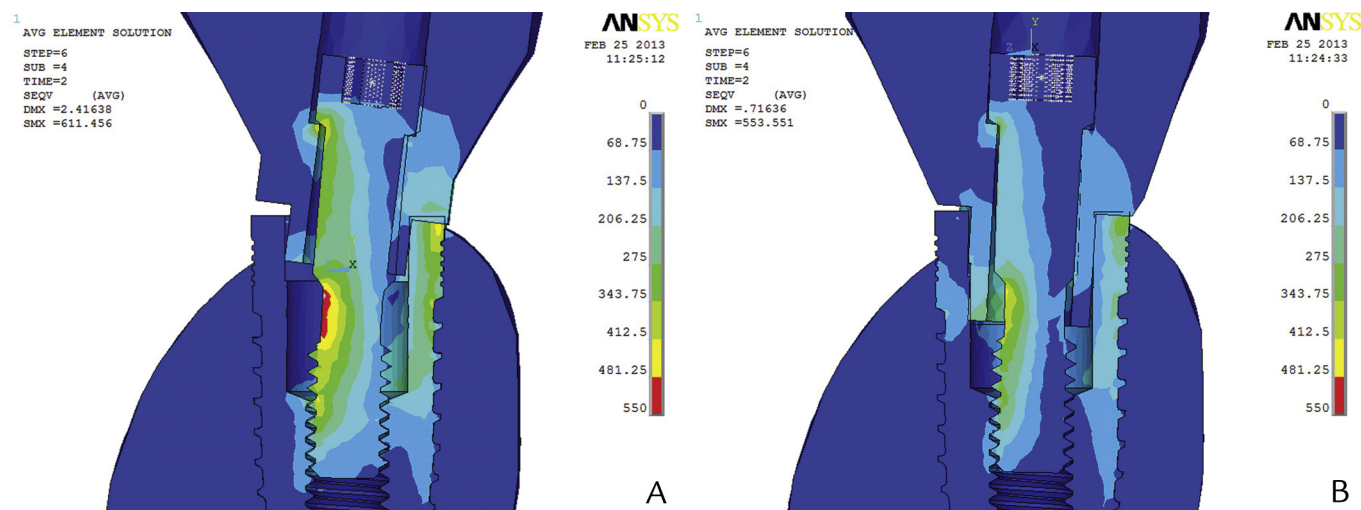 1
AVG ELEMENT SOLUTION
STEP=6
SUB =4
TIME=2
SEQV (AVG)
DMX =2.41638
SMX =611.456
ANSYS
FEB 25 2013
11:25:12
0
68.75
137.5
206.25
275
343.75
412.5
481.25
550
X
A
1
AVG ELEMENT SOLUTION
STEP=6
SUB =4
TIME=2
SEQV (AVG)
DMX =.71636
SMX =553.551
Y
Z
X
ANSYS
FEB 25 2013
11:24:33
0
68.75
137.5
206.25
275
343.75
412.5
481.25
550
B